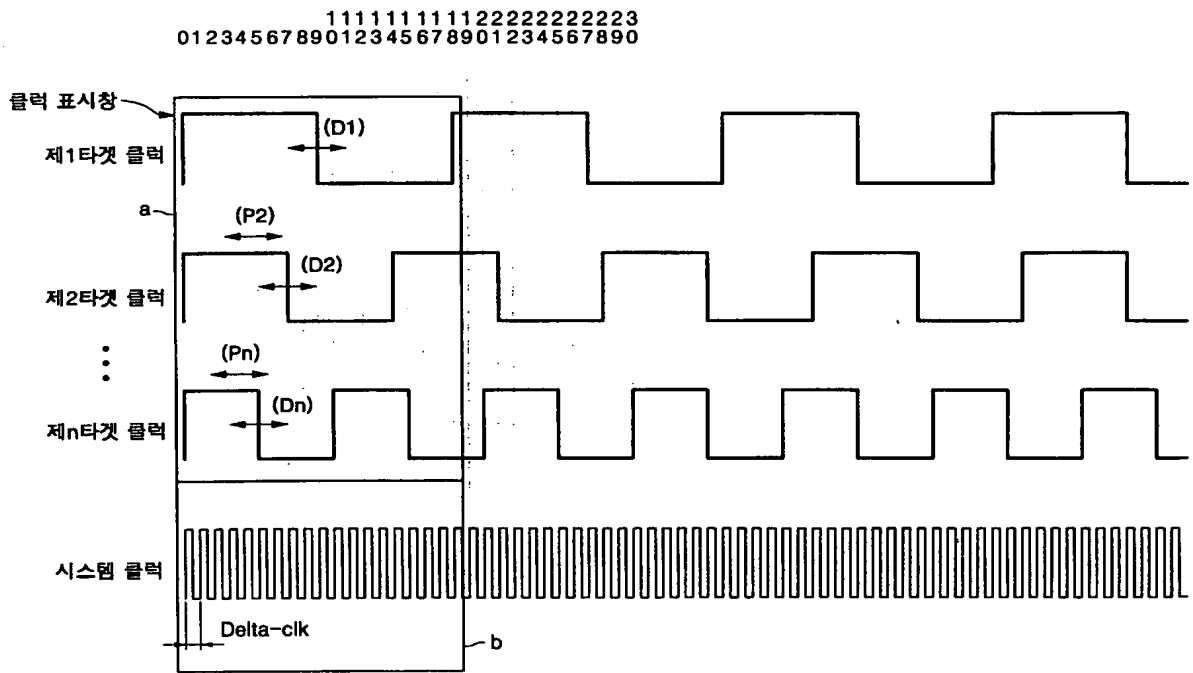 111111111122222222223
0123456789012345678901234567890
클럭 표시창
(D1)
제1타겟 클럭
a
(P2)
(D2)
제2타겟 클럭
(Pn)
(Dn)
제n타겟 클럭
시스템 클럭
Delta-clk
b